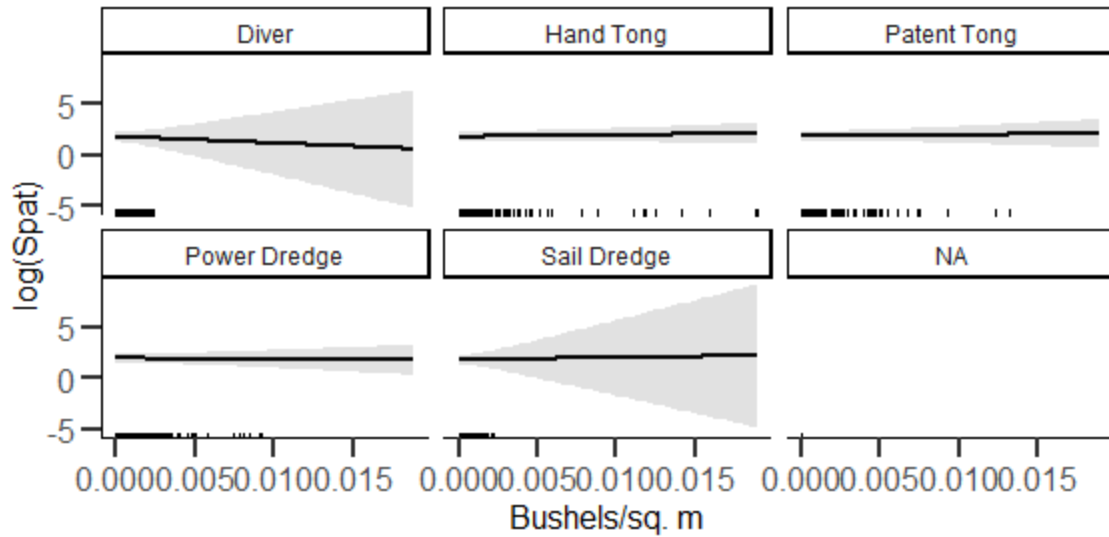 Diver Hand Tong Patent Tong
5
0
-5
Power Dredge Sail Dredge NA
5
0
-5
log(Spat)
0.0000.0050.0100.015 0.0000.0050.0100.015 0.0000.0050.0100.015
Bushels/sq. m